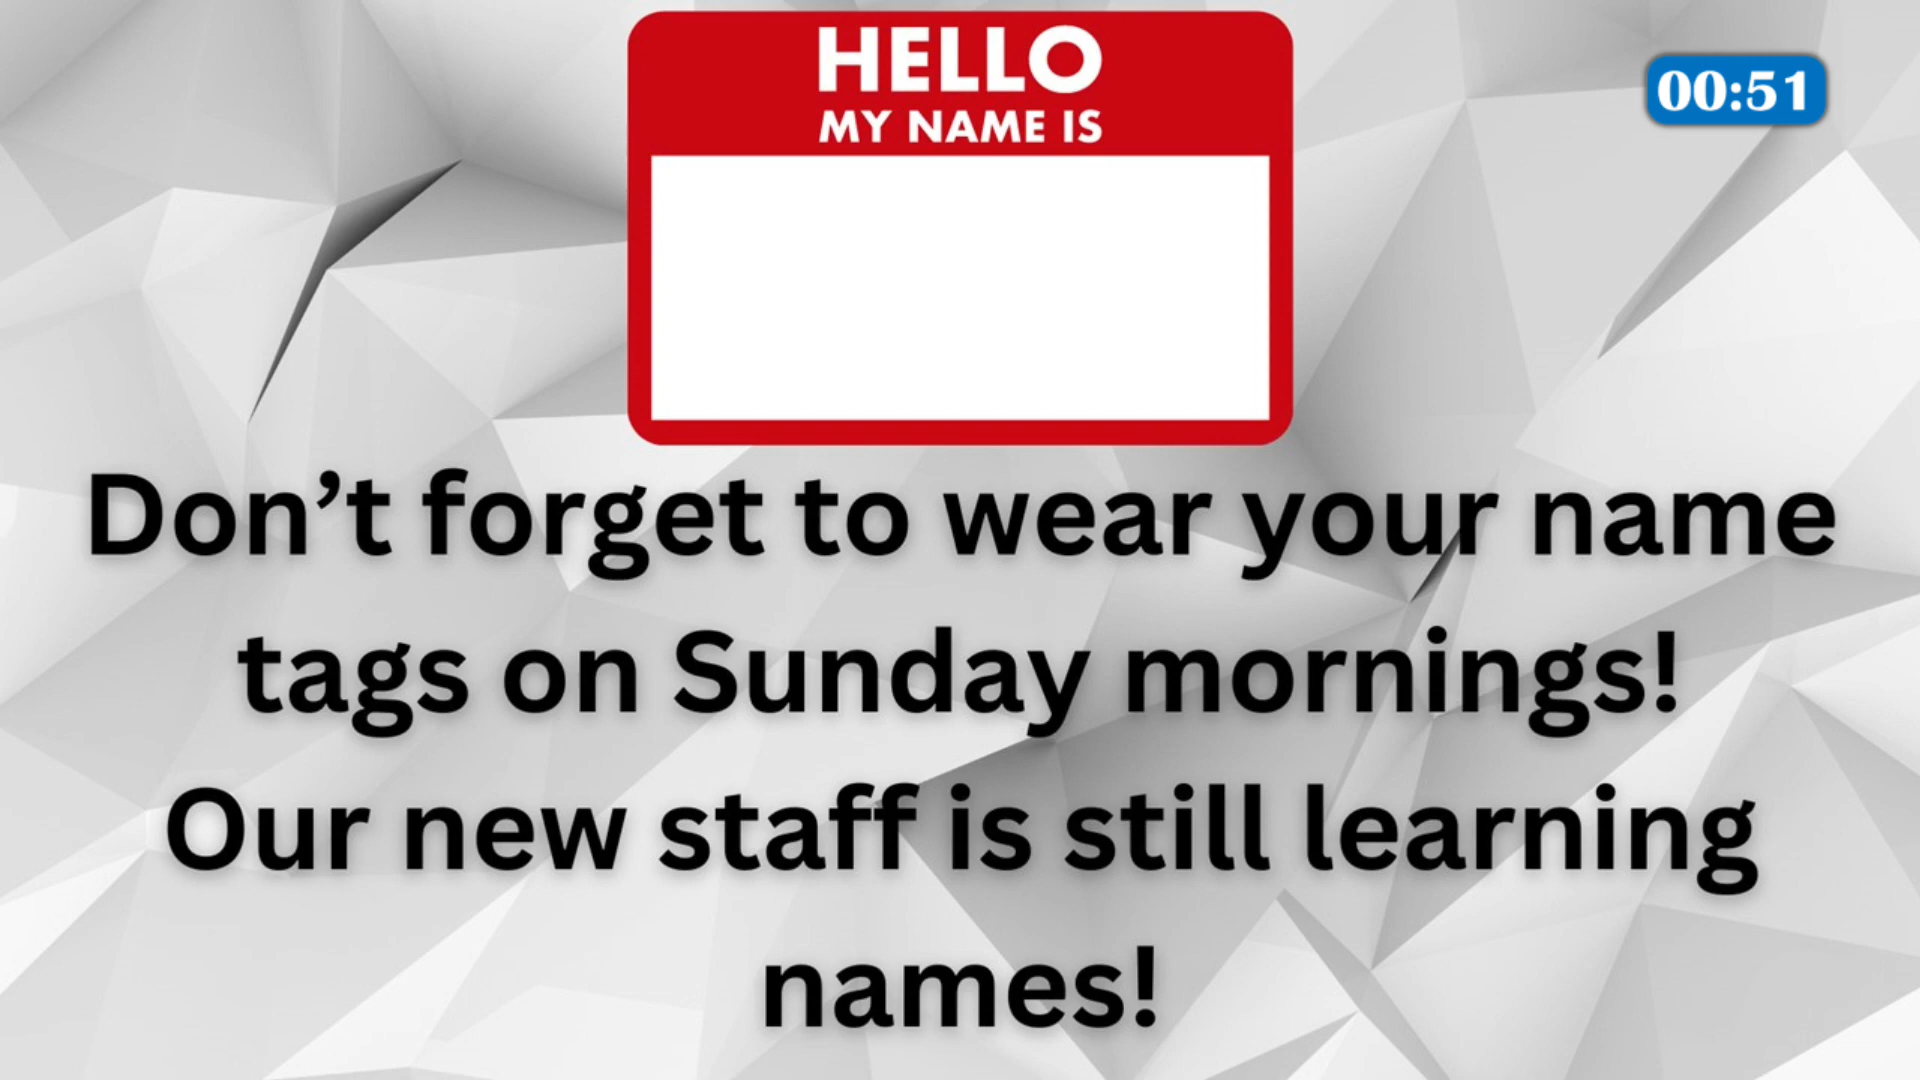 HELLO
MY NAME IS
00:51
Don’t forget to wear your name
tags on Sunday mornings!
Our new staff is still learning
names!